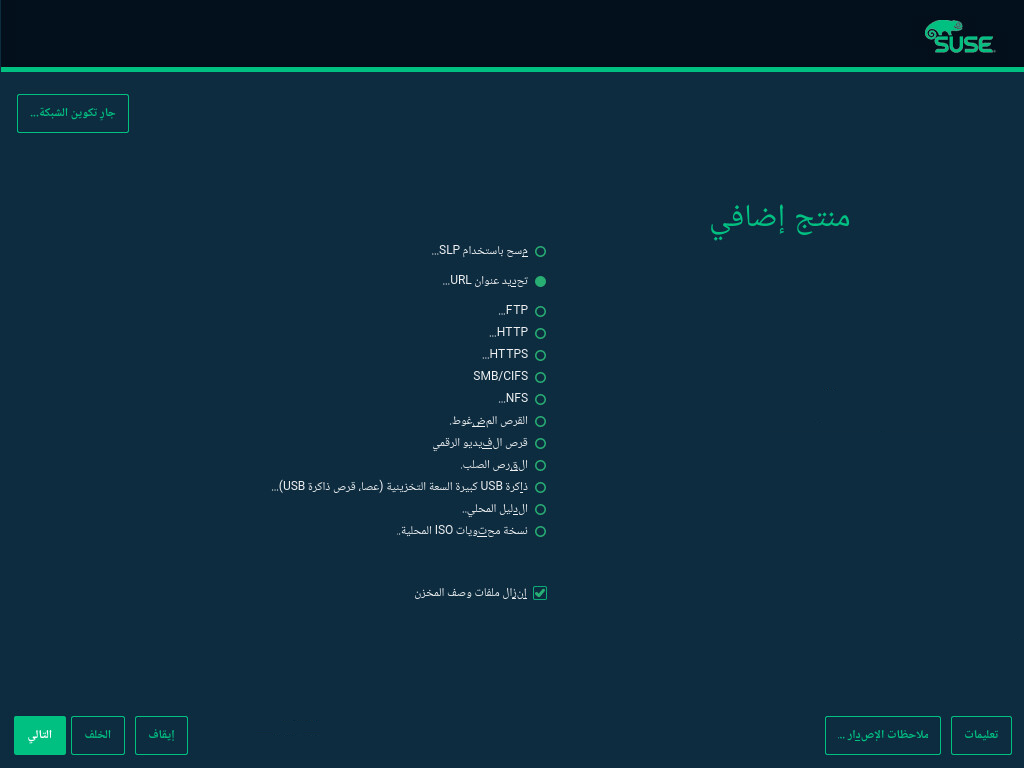 SUSE
جارِ تكوين الشبكة...
منتج إضافي
مسح باستخدام SLP...
تحديد عنوان URL...
FTP...
HTTP...
HTTPS...
SMB/CIFS
NFS...
القرص المضغوط.
قرص الفيديو الرقمي
القرص الصلب.
ذاكرة USB كبيرة السعة التخزينية (عصا، قرص ذاكرة USB)...
الدليل المحلي..
نسخة محتويات ISO المحلية.
إنزال ملفات وصف المخزن
تعليمات
ملاحظات الإصدار ...
إيقاف
الخلف
التالي